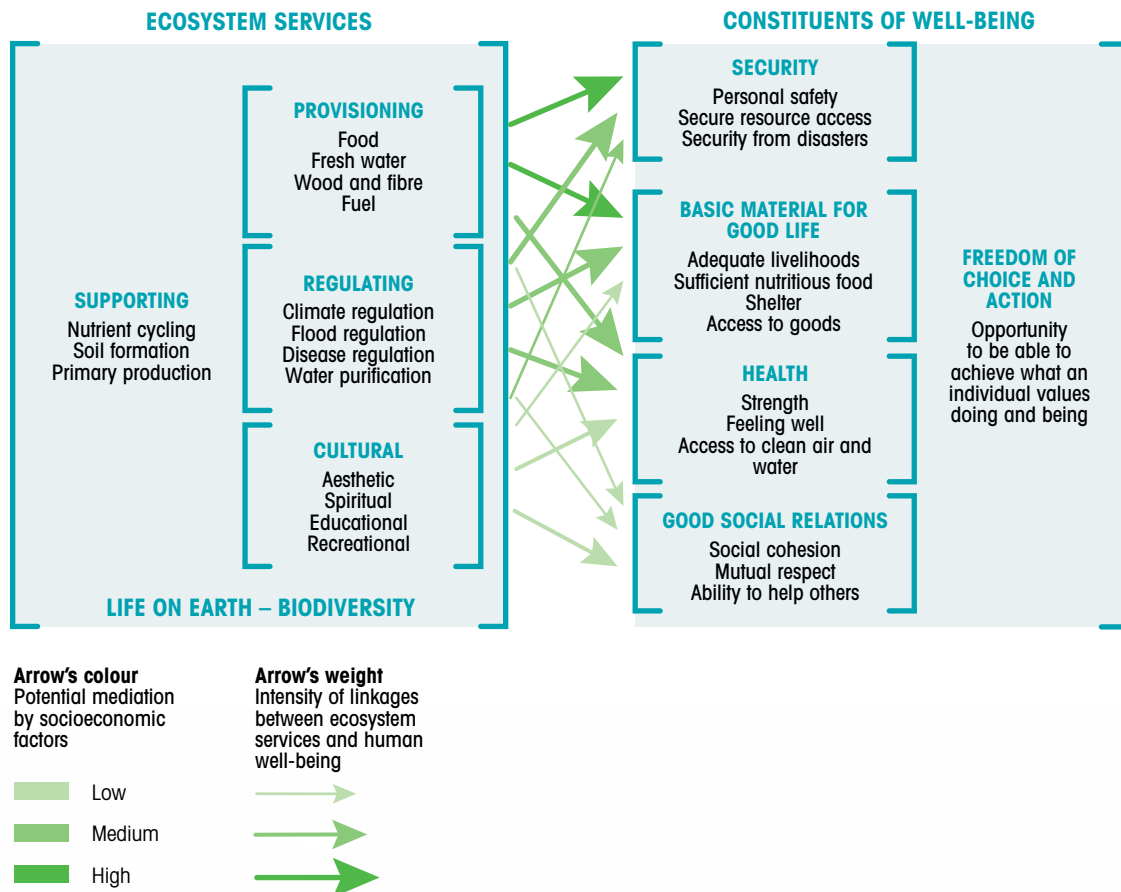 ECOSYSTEM SERVICES
SUPPORTING
Nutrient cycling
Soil formation
Primary production
PROVISIONING
Food
Fresh water
Wood and fibre
Fuel
REGULATING
Climate regulation
Flood regulation
Disease regulation
Water purification
CULTURAL
Aesthetic
Spiritual
Educational
Recreational
LIFE ON EARTH – BIODIVERSITY
CONSTITUENTS OF WELL-BEING
SECURITY
Personal safety
Secure resource access
Security from disasters
BASIC MATERIAL FOR
GOOD LIFE
Adequate livelihoods
Sufficient nutritious food
Shelter
Access to goods
HEALTH
Strength
Feeling well
Access to clean air and
water
GOOD SOCIAL RELATIONS
Social cohesion
Mutual respect
Ability to help others
FREEDOM OF
CHOICE AND
ACTION
Opportunity
to be able to
achieve what an
individual values
doing and being
Arrow's colour
Potential mediation
by socioeconomic
factors
Low
Medium
High
Arrow's weight
Intensity of linkages
between ecosystem
services and human
well-being